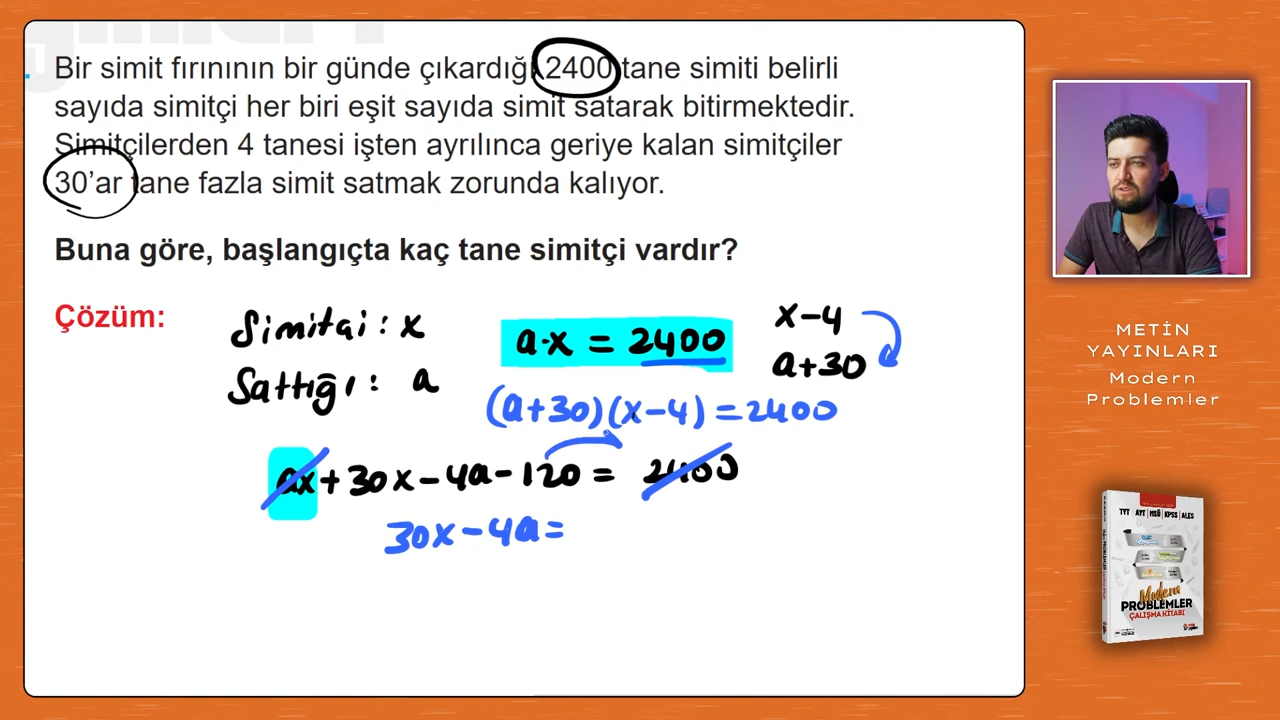 Bir simit fırınının bir günde çıkardığı 2400 tane simiti belirli
sayıda simitçi her biri eşit sayıda simit satarak bitirmektedir.
Simitçilerden 4 tanesi işten ayrılınca geriye kalan simitçiler
30'ar tane fazla simit satmak zorunda kalıyor.
Buna göre, başlangıçta kaç tane simitçi vardır?
Çözüm:
Simitçi : x
Sattığı : a
a·x = 2400
x-4
a+30
(a+30)(x-4) = 2400
ax+30x-4a-120 = 2400
30x-4a=
METİN
YAYINLARI
Modern
Problemler
TYT AYT MSÜ KPSS ALES
Modern
PROBLEMLER
ÇALIŞMA KİTABI